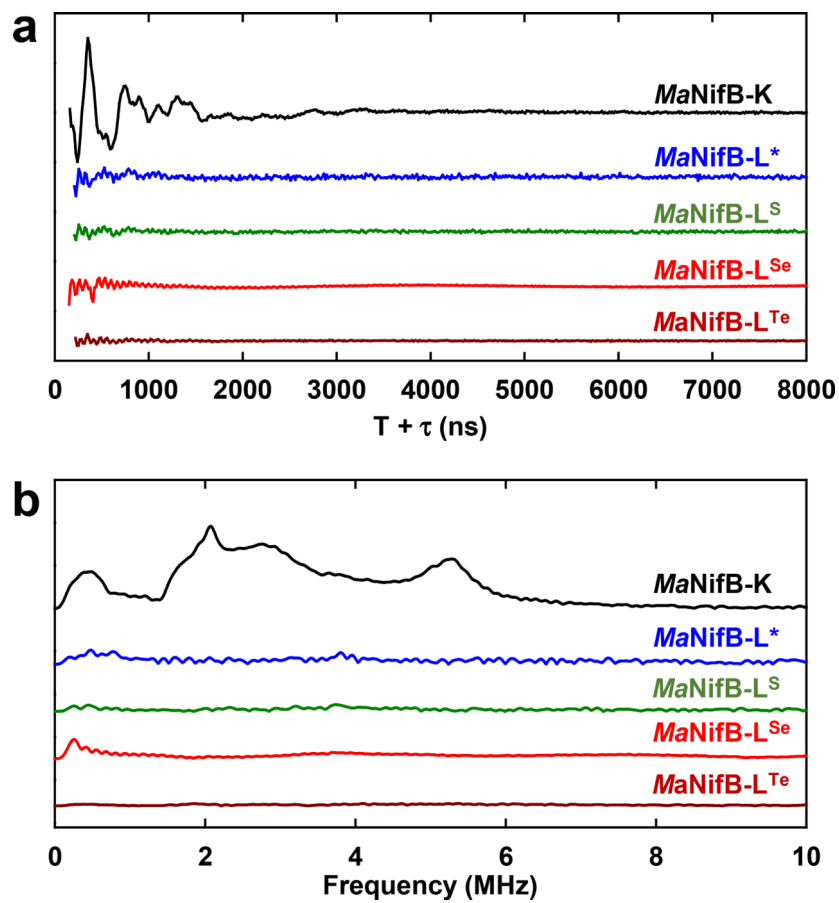 a
MaNifB-K
MaNifB-L*
MaNifB-Lˢ
MaNifB-Lˢᵉ
MaNifB-Lᵀᵉ
0 1000 2000 3000 4000 5000 6000 7000 8000
T + τ (ns)
b
MaNifB-K
MaNifB-L*
MaNifB-Lˢ
MaNifB-Lˢᵉ
MaNifB-Lᵀᵉ
0 2 4 6 8 10
Frequency (MHz)